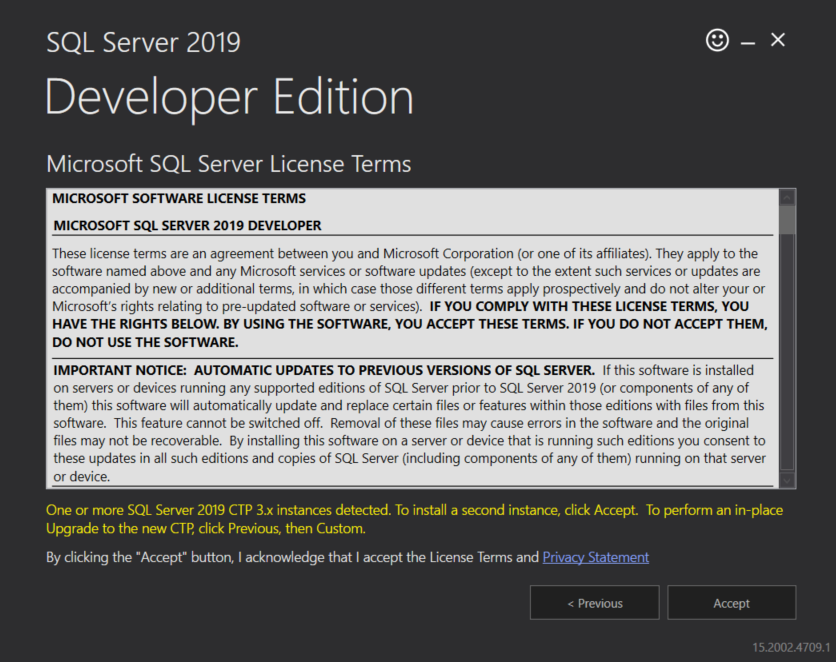 SQL Server 2019
Developer Edition
Microsoft SQL Server License Terms
MICROSOFT SOFTWARE LICENSE TERMS
MICROSOFT SQL SERVER 2019 DEVELOPER
These license terms are an agreement between you and Microsoft Corporation (or one of its affiliates). They apply to the
software named above and any Microsoft services or software updates (except to the extent such services or updates are
accompanied by new or additional terms, in which case those different terms apply prospectively and do not alter your or
Microsoft's rights relating to pre-updated software or services).  IF YOU COMPLY WITH THESE LICENSE TERMS, YOU
HAVE THE RIGHTS BELOW. BY USING THE SOFTWARE, YOU ACCEPT THESE TERMS. IF YOU DO NOT ACCEPT THEM,
DO NOT USE THE SOFTWARE.
IMPORTANT NOTICE:  AUTOMATIC UPDATES TO PREVIOUS VERSIONS OF SQL SERVER.  If this software is installed
on servers or devices running any supported editions of SQL Server prior to SQL Server 2019 (or components of any of
them) this software will automatically update and replace certain files or features within those editions with files from this
software.  This feature cannot be switched off.  Removal of these files may cause errors in the software and the original
files may not be recoverable.  By installing this software on a server or device that is running such editions you consent to
these updates in all such editions and copies of SQL Server (including components of any of them) running on that server
or device.
One or more SQL Server 2019 CTP 3.x instances detected. To install a second instance, click Accept.  To perform an in-place
Upgrade to the new CTP, click Previous, then Custom.
By clicking the "Accept" button, I acknowledge that I accept the License Terms and Privacy Statement
< Previous
Accept
15.2002.4709.1